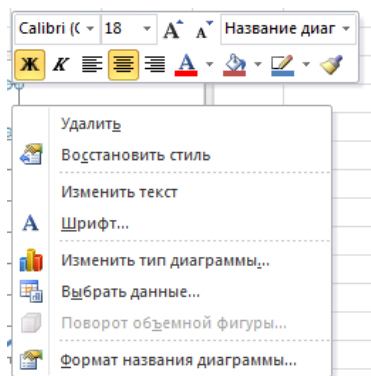 Calibri (С 18 А А Название диаг
Ж К А
Удалить
Восстановить стиль
Изменить текст
А Шрифт...
Изменить тип диаграммы...
Выбрать данные...
Поворот объемной фигуры...
Формат названия диаграммы...